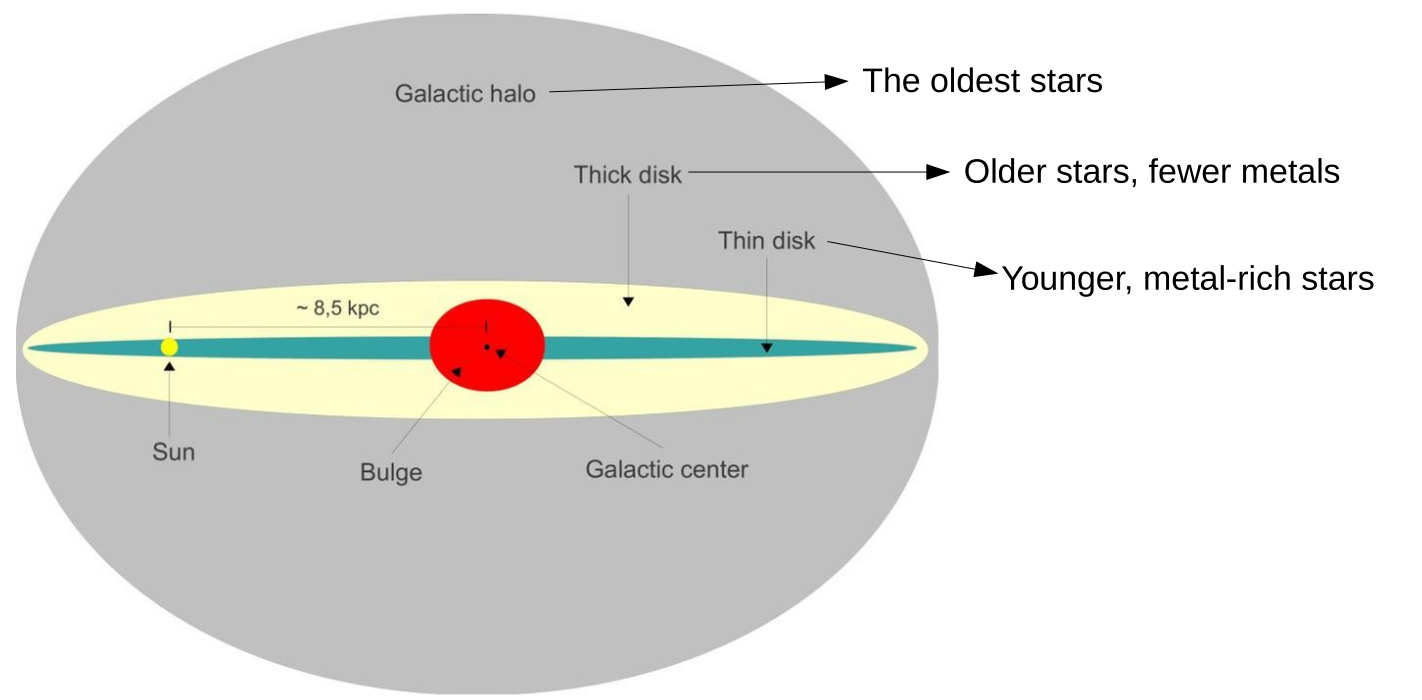 Galactic halo
The oldest stars
Thick disk
Older stars, fewer metals
Thin disk
Younger, metal-rich stars
~ 8,5 kpc
Sun
Bulge
Galactic center